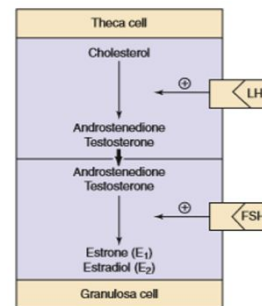 Theca cell
Cholesterol
⊕
LH
Androstenedione
Testosterone
Androstenedione
Testosterone
⊕
FSH
Estrone (E₁)
Estradiol (E₂)
Granulosa cell